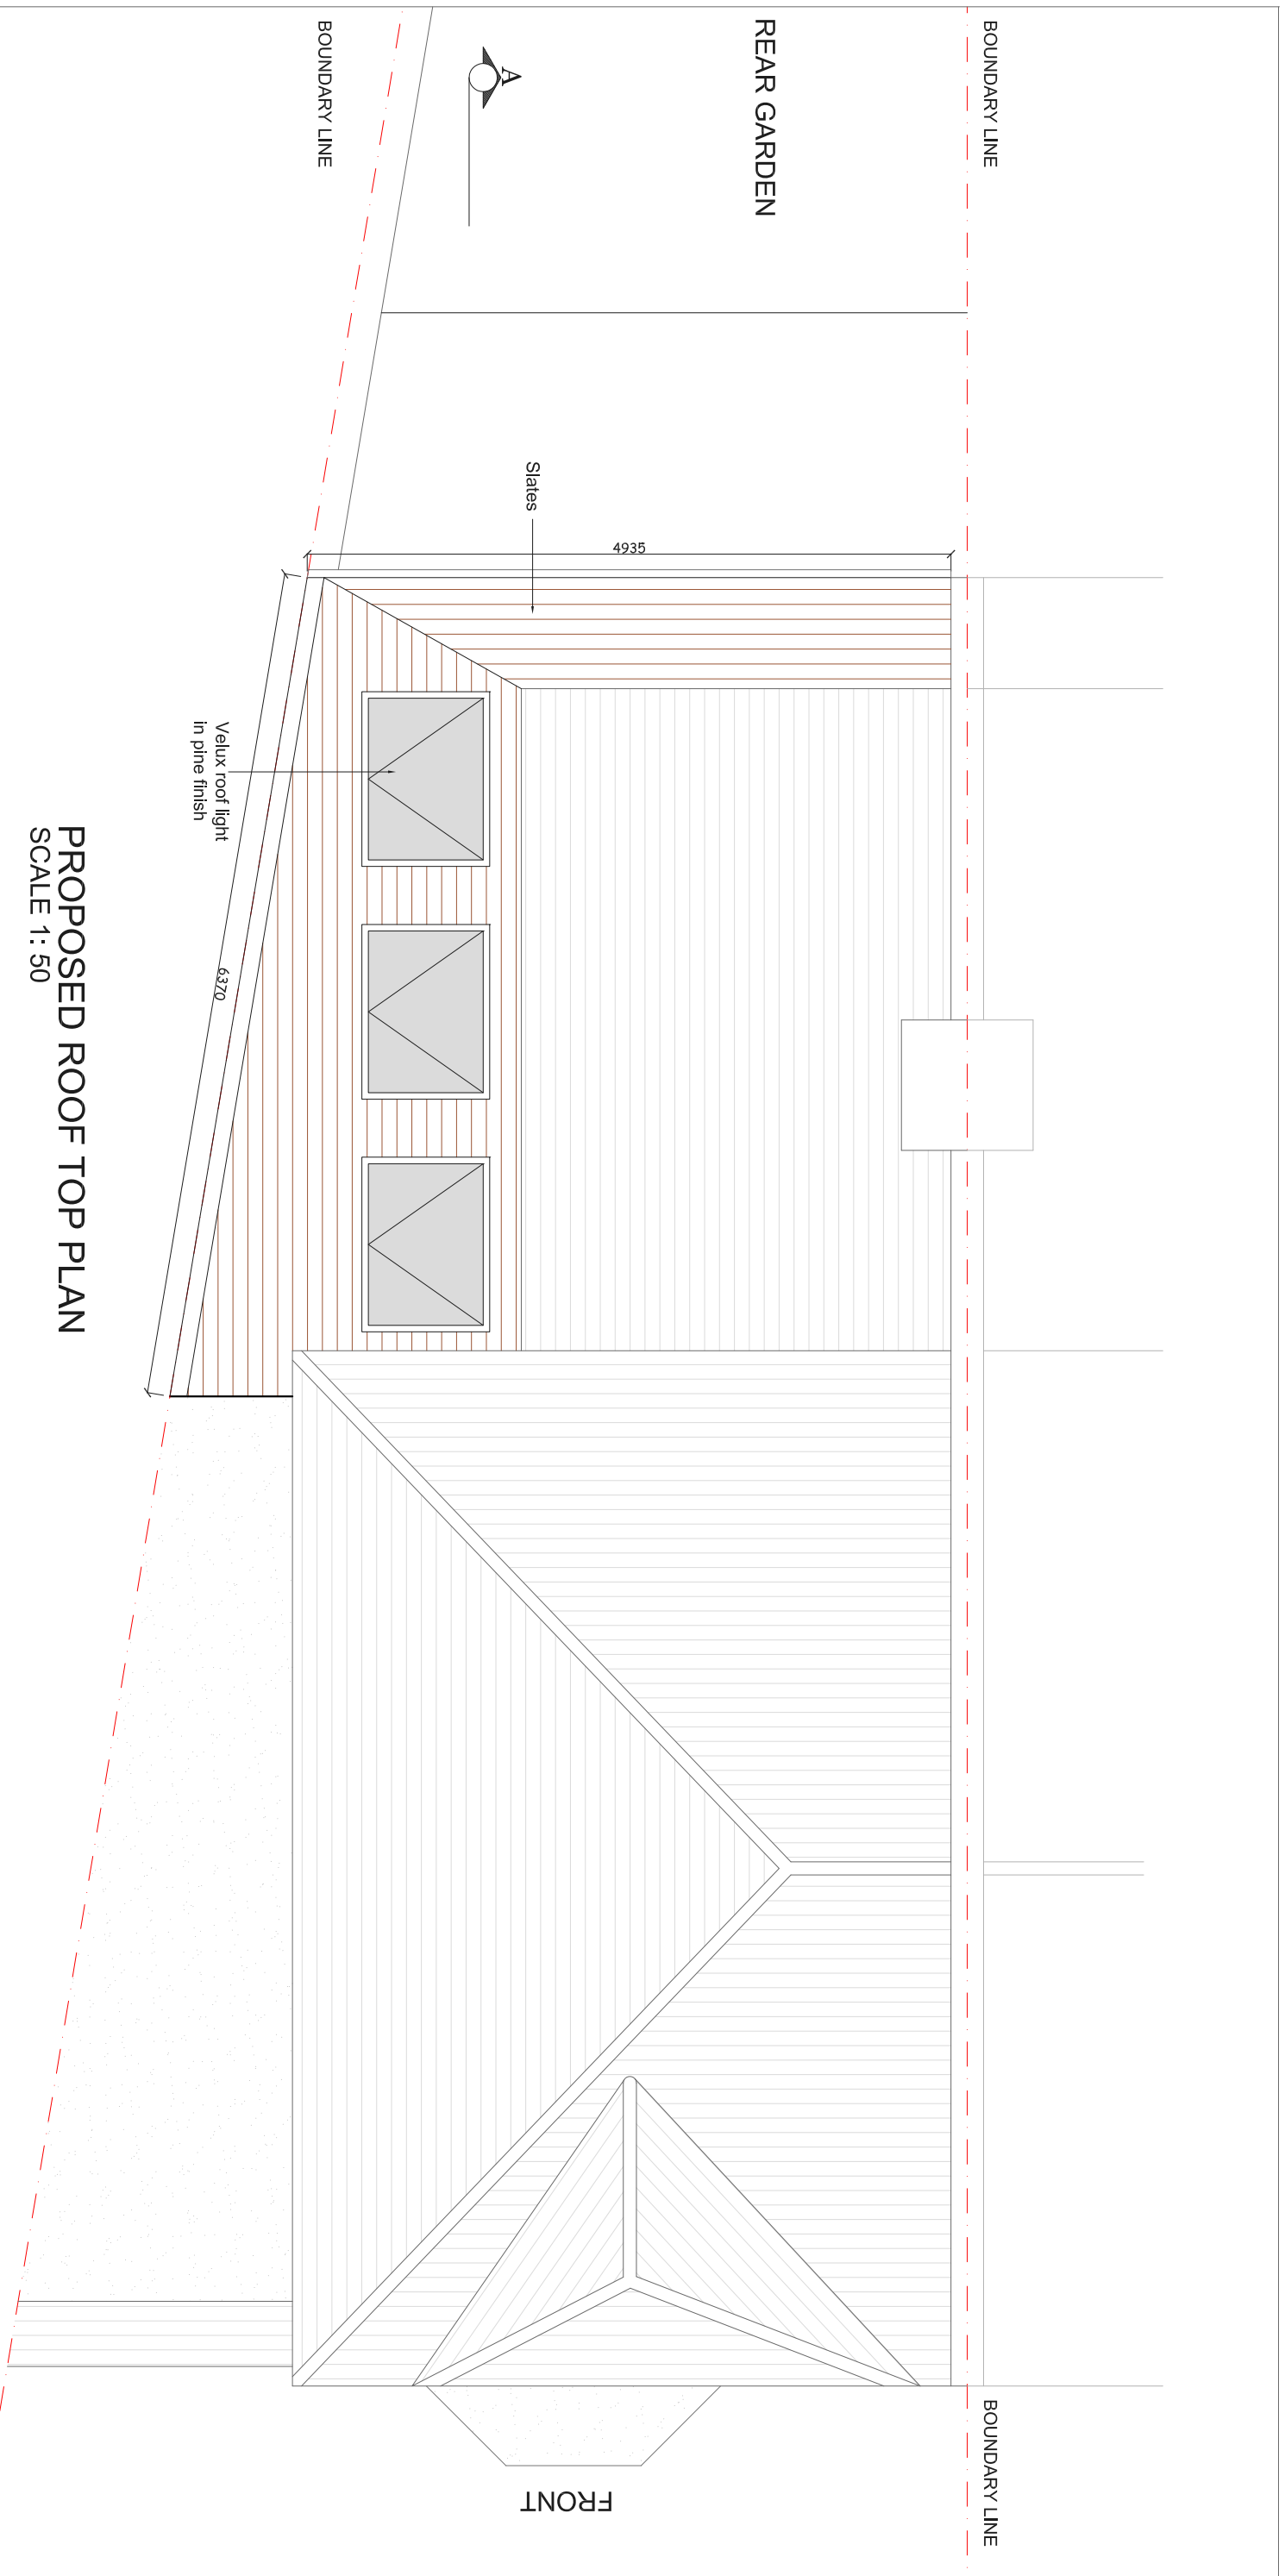 BOUNDARY LINE
REAR GARDEN
A
BOUNDARY LINE
BOUNDARY LINE
FRONT
Slates
4935
Velux roof light
in pine finish
6370
PROPOSED ROOF TOP PLAN
SCALE 1: 50